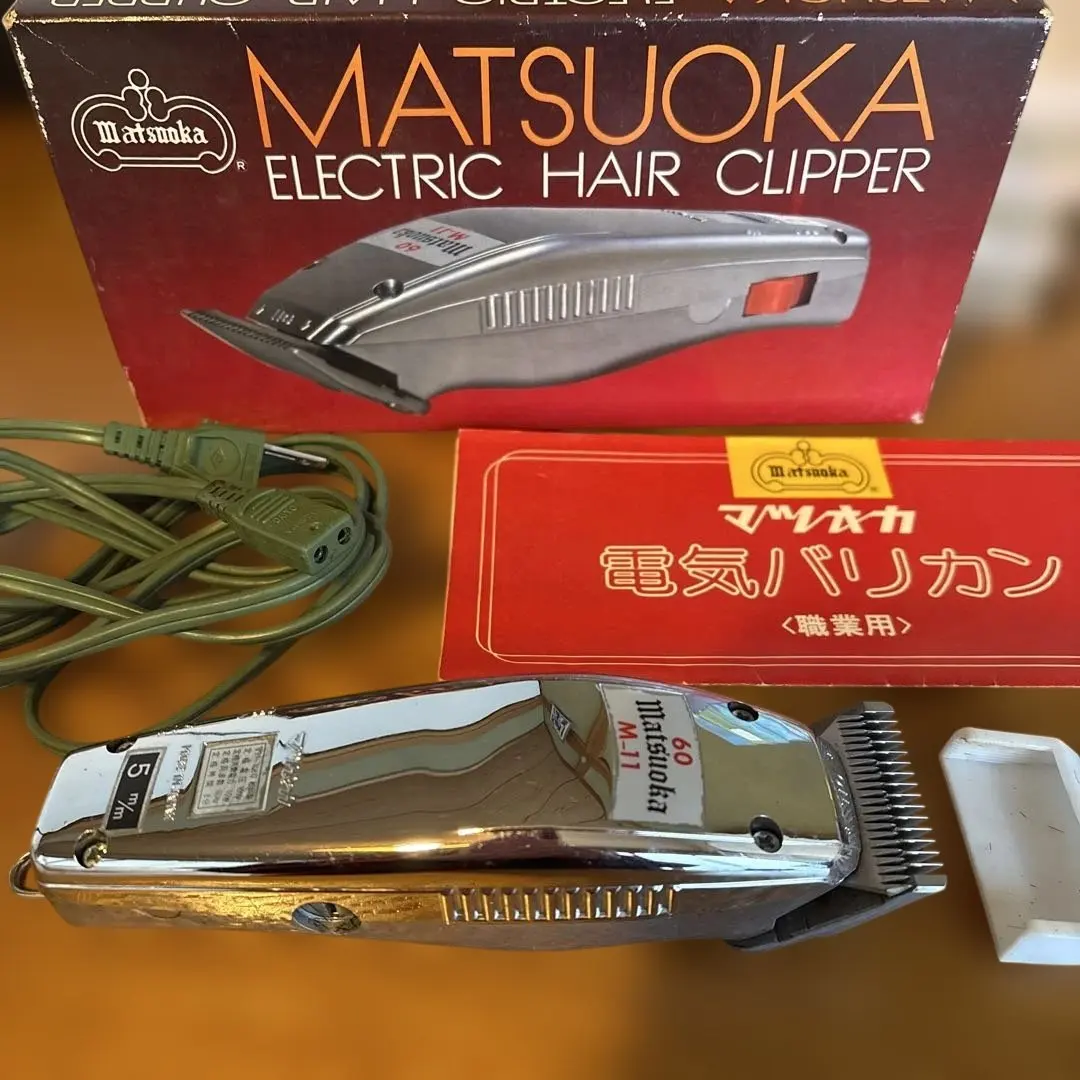 MATSUOKA
ELECTRIC HAIR CLIPPER
Matsuoka
R
60
Matsuoka
M-11
Matsuoka
マツオカ
電気バリカン
〈職業用〉
60
Matsuoka
M-11
5 m/m